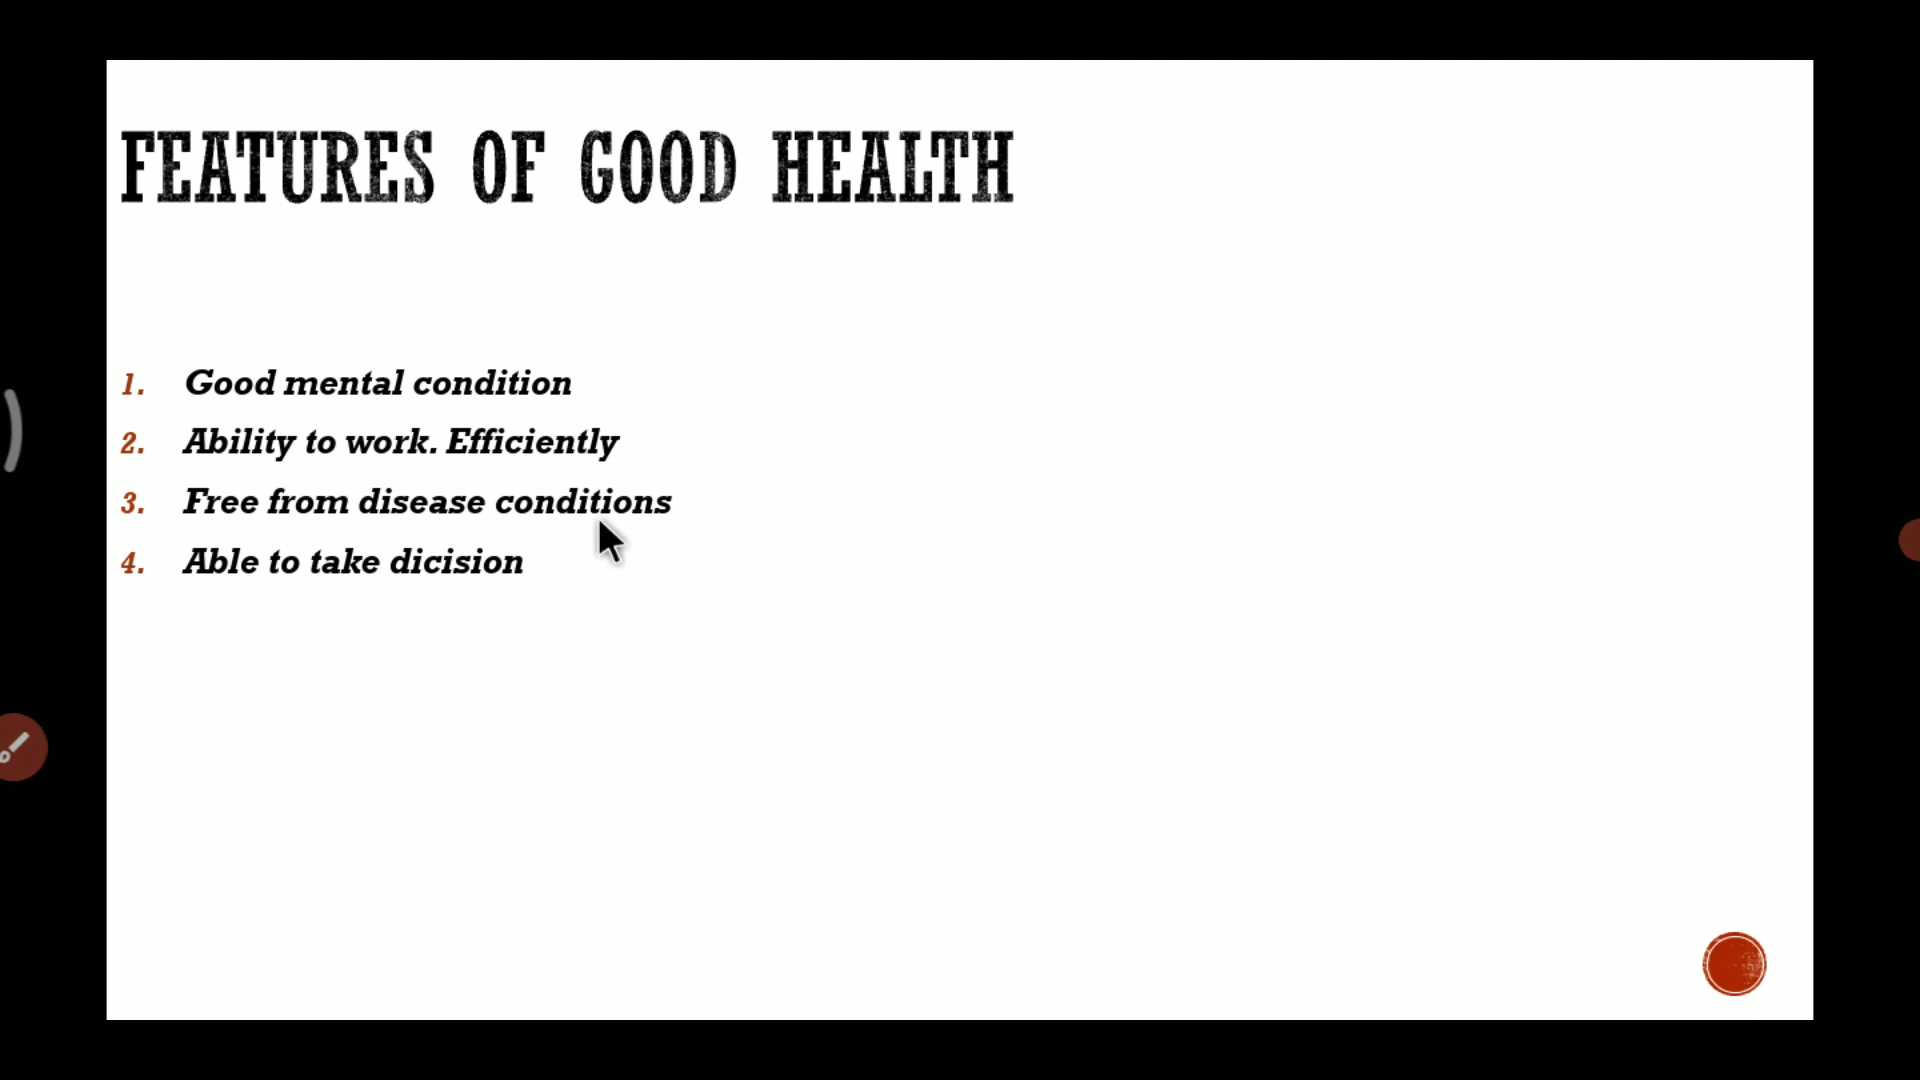 FEATURES OF GOOD HEALTH
1. Good mental condition
2. Ability to work. Efficiently
3. Free from disease conditions
4. Able to take dicision